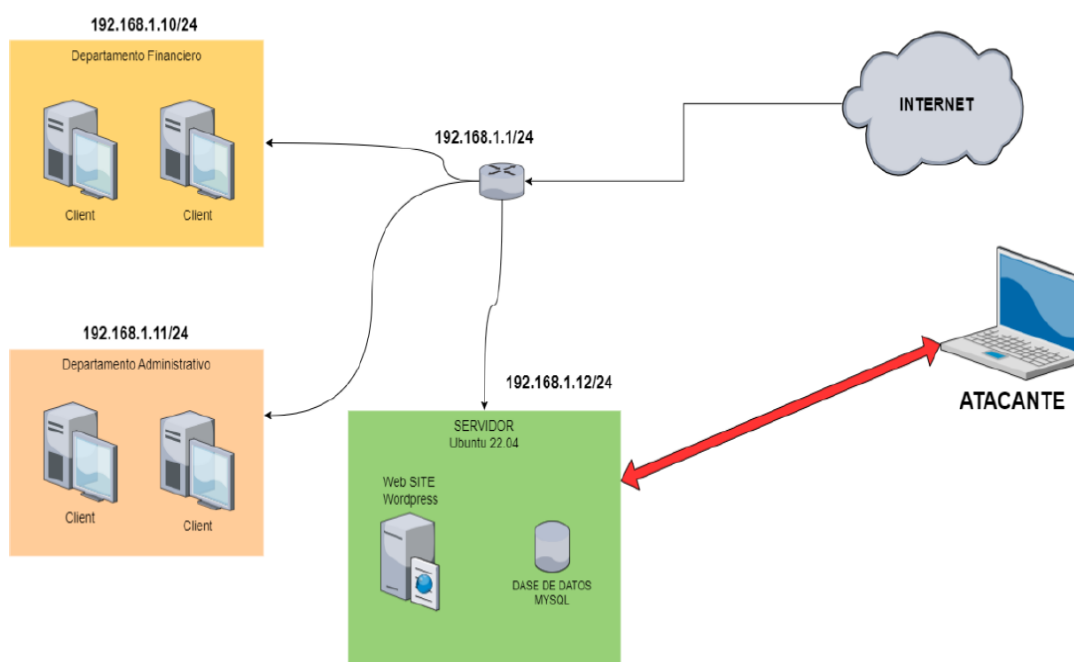 192.168.1.10/24
Departamento Financiero
Client
Client
192.168.1.1/24
INTERNET
192.168.1.11/24
Departamento Administrativo
Client
Client
192.168.1.12/24
SERVIDOR
Ubuntu 22.04
Web SITE
Wordpress
DASE DE DATOS
MYSQL
ATACANTE